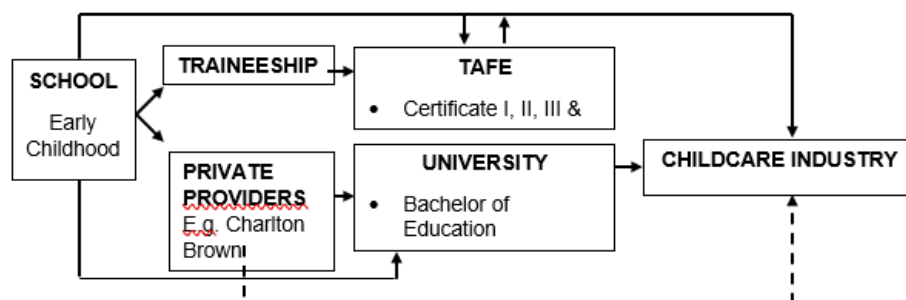 SCHOOL
Early
Childhood
TRAINEESHIP
PRIVATE
PROVIDERS
E.g. Charlton
Brown
TAFE
• Certificate I, II, III &
UNIVERSITY
• Bachelor of
Education
CHILDCARE INDUSTRY